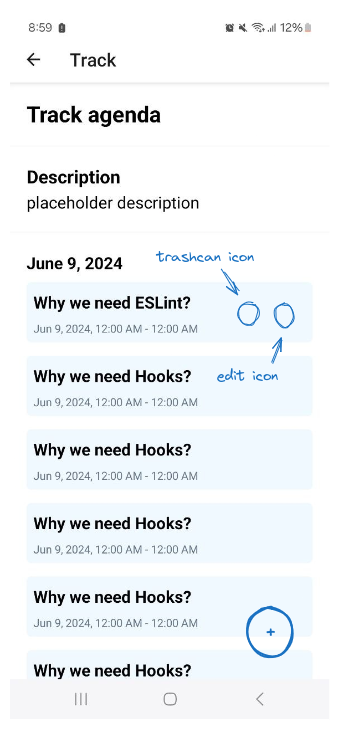 8:59
12%
Track
Track agenda
Description
placeholder description
June 9, 2024
trashcan icon
Why we need ESLint?
Jun 9, 2024, 12:00 AM - 12:00 AM
Why we need Hooks?
edit icon
Jun 9, 2024, 12:00 AM - 12:00 AM
Why we need Hooks?
Jun 9, 2024, 12:00 AM - 12:00 AM
Why we need Hooks?
Jun 9, 2024, 12:00 AM - 12:00 AM
Why we need Hooks?
Jun 9, 2024, 12:00 AM - 12:00 AM
+
Why we need Hooks?